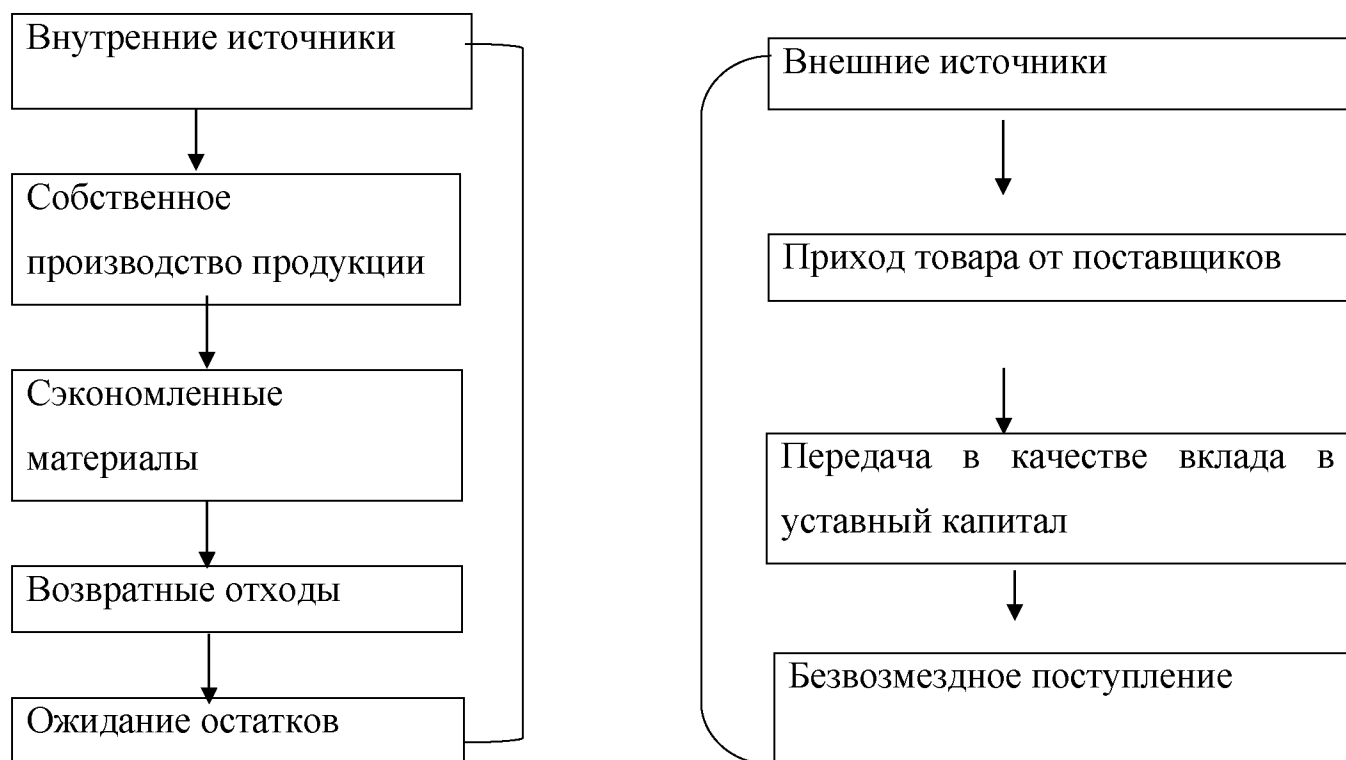 Внутренние источники
Собственное
производство продукции
Сэкономленные
материалы
Возвратные отходы
Ожидание остатков
Внешние источники
Приход товара от поставщиков
Передача в качестве вклада в
уставный капитал
Безвозмездное поступление